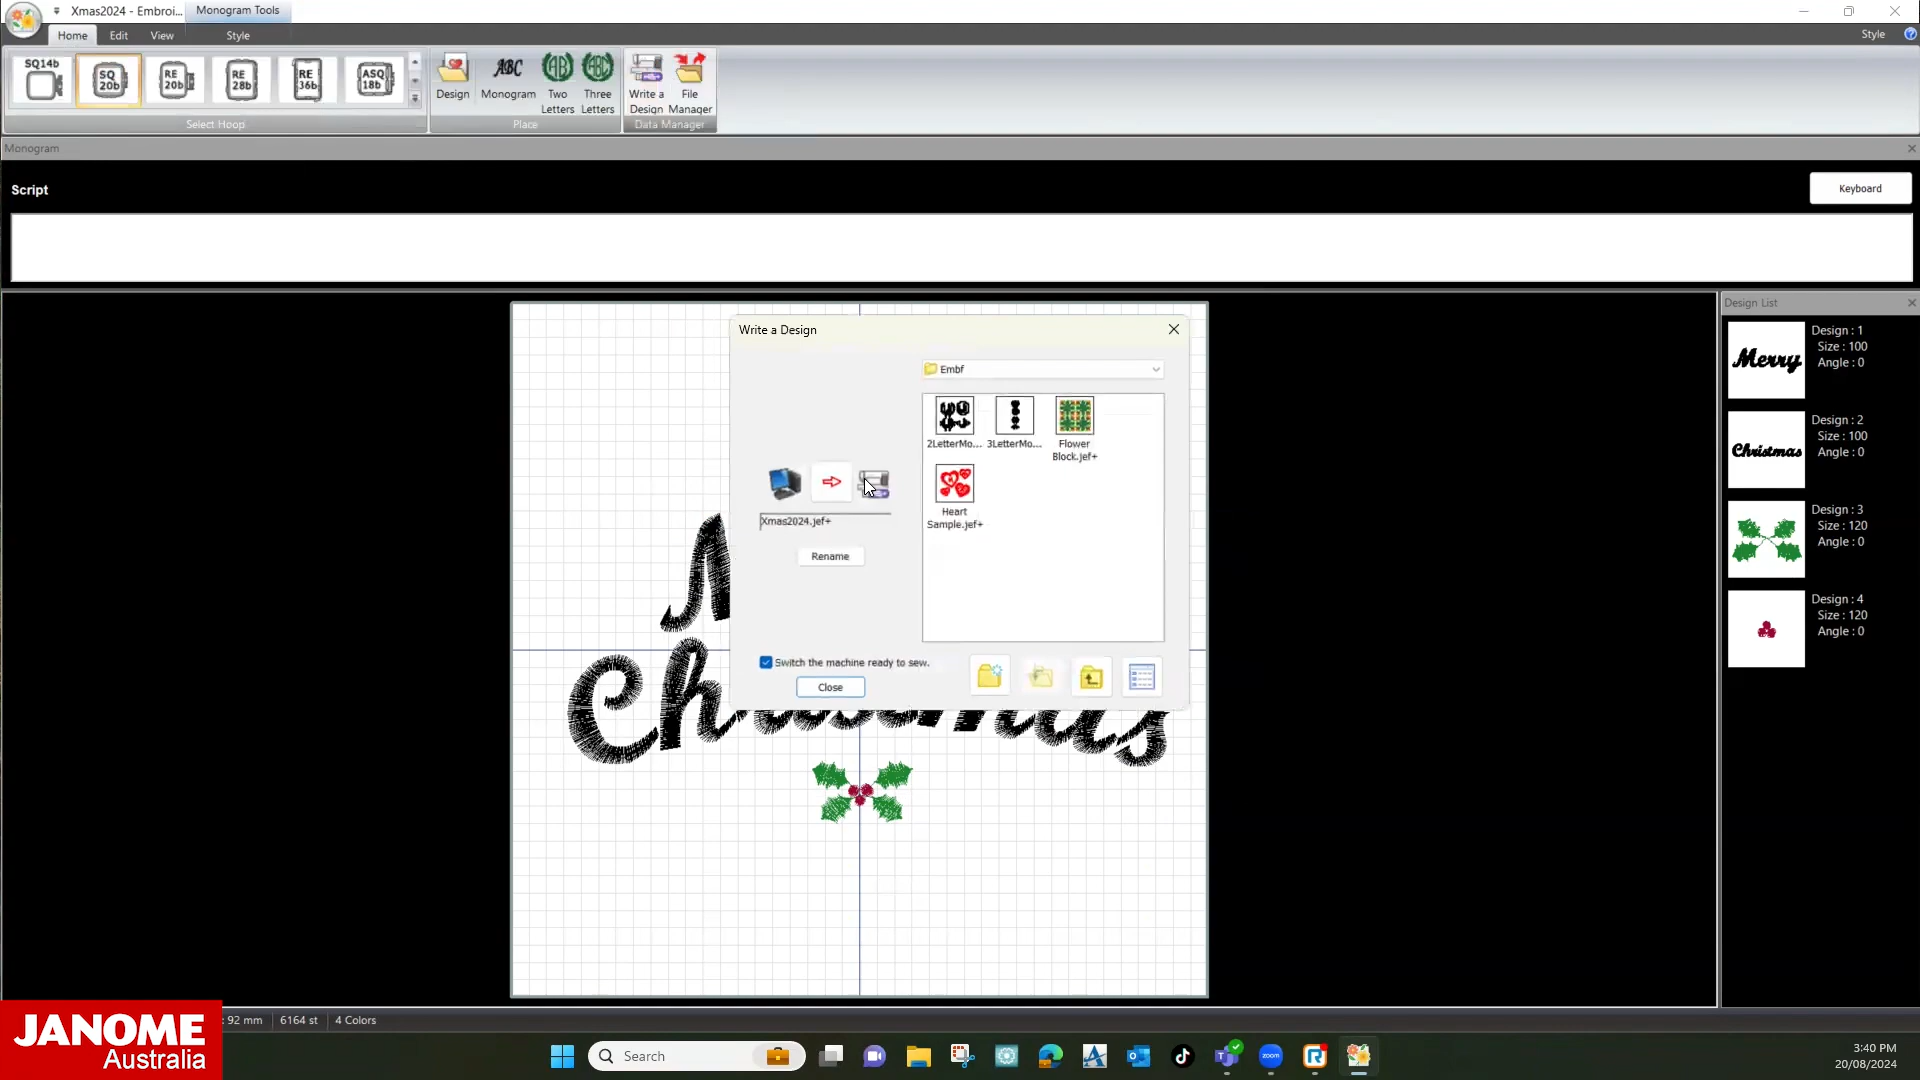 Xmas2024 - Embroi...
Monogram Tools
Home
Edit
View
Style
Style
SQ14b
SQ
20b
RE
20b
RE
28b
RE
36b
ASQ
18b
Select Hoop
Design
ABC
Monogram
AB
Two
Letters
ABC
Three
Letters
Place
Write a
Design
File
Manager
Data Manager
Monogram
Script
Keyboard
Write a Design
Embf
2LetterMo...
3LetterMo...
Flower
Block.jef+
Heart
Sample.jef+
Xmas2024.jef+
Rename
Switch the machine ready to sew.
Close
Christmas
Design List
Merry
Design : 1
Size : 100
Angle : 0
Christmas
Design : 2
Size : 100
Angle : 0
Design : 3
Size : 120
Angle : 0
Design : 4
Size : 120
Angle : 0
JANOME
Australia
: 92 mm
6164 st
4 Colors
Search
zoom
3:40 PM
20/08/2024